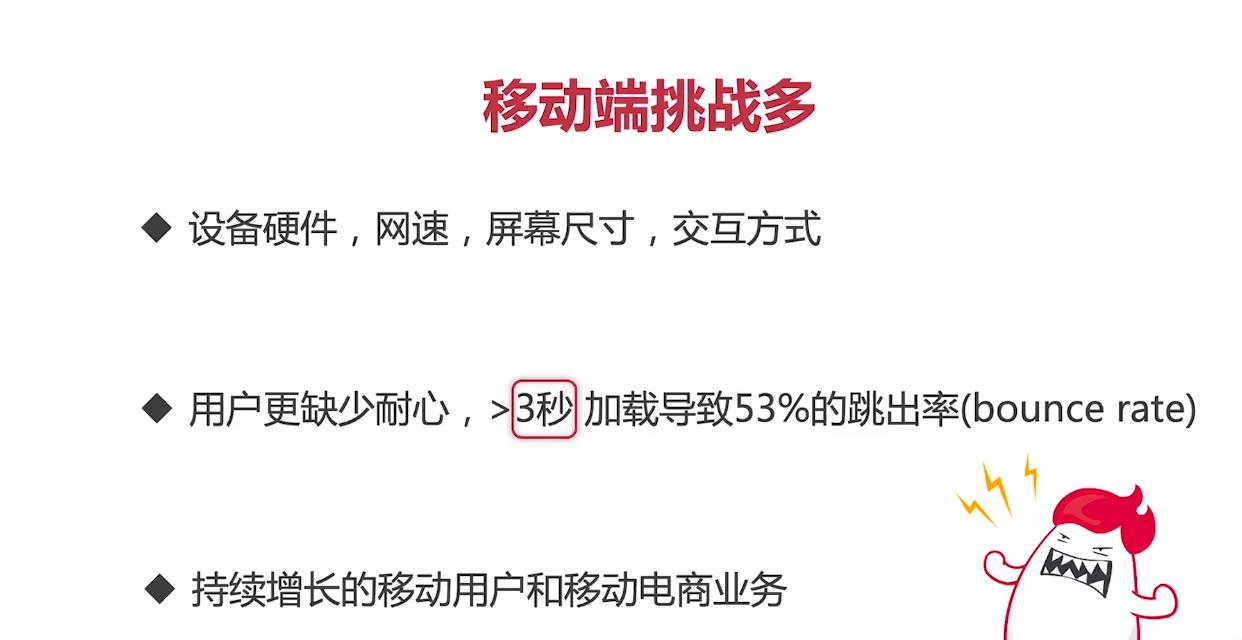 移动端挑战多
◆ 设备硬件，网速，屏幕尺寸，交互方式
◆ 用户更缺少耐心，>3秒 加载导致53%的跳出率(bounce rate)
◆ 持续增长的移动用户和移动电商业务